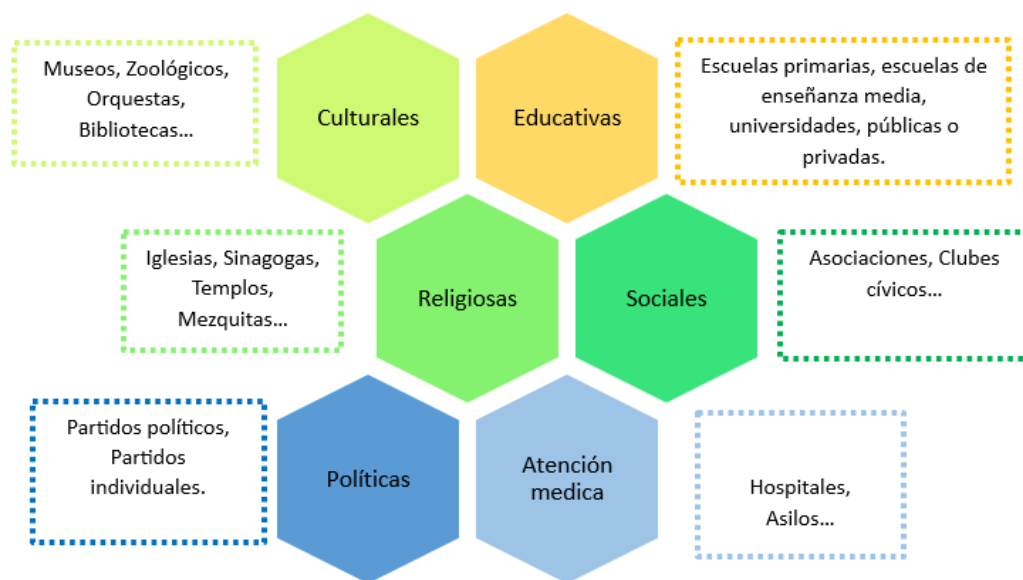 Museos, Zoológicos,
Orquestas,
Bibliotecas…
Culturales
Educativas
Escuelas primarias, escuelas de
enseñanza media,
universidades, públicas o
privadas.
Iglesias, Sinagogas,
Templos,
Mezquitas…
Religiosas
Sociales
Asociaciones, Clubes
cívicos…
Partidos políticos,
Partidos
individuales.
Políticas
Atención
medica
Hospitales,
Asilos…